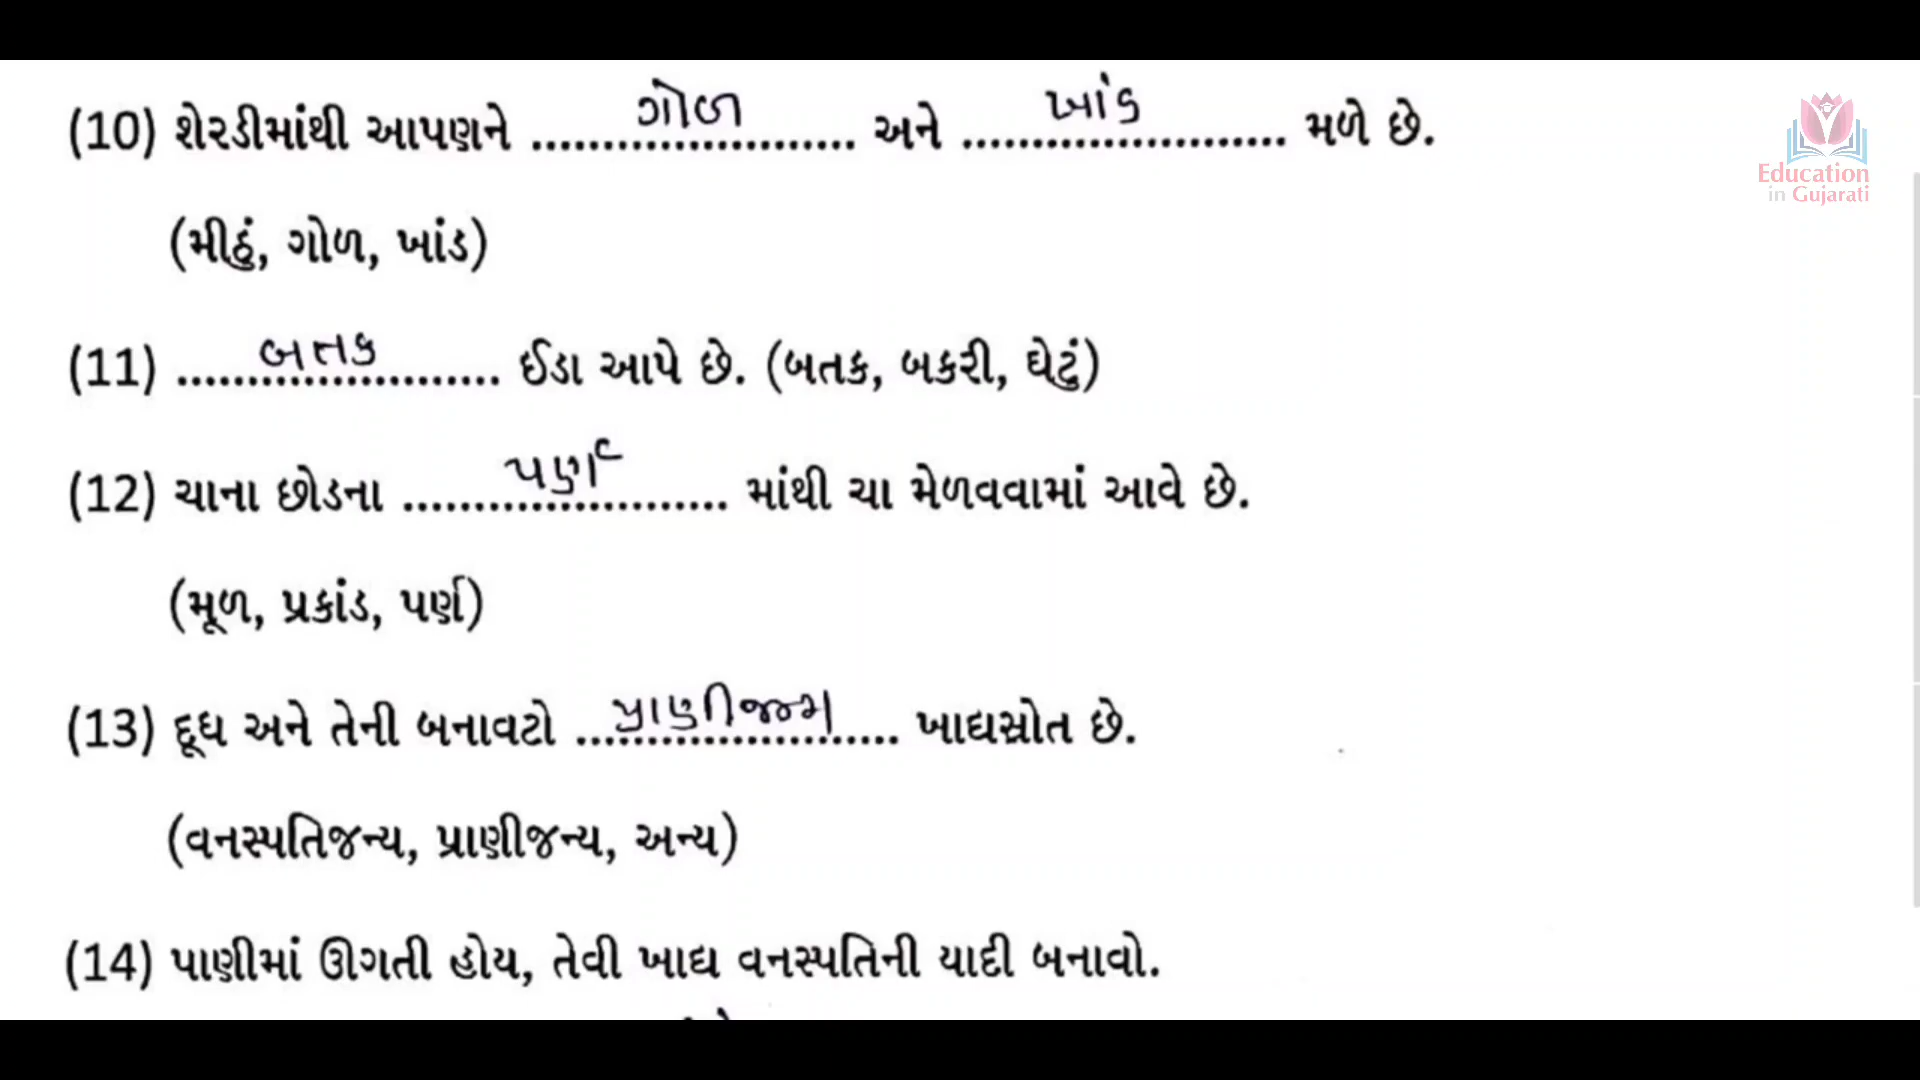 (10) શેરડીમાંથી આપણને ......ગોળ...... અને ......ખાંડ...... મળે છે.
(મીઠું, ગોળ, ખાંડ)
(11) ......બતક...... ઈંડા આપે છે. (બતક, બકરી, ઘેટું)
(12) ચાના છોડના ......પર્ણ...... માંથી ચા મેળવવામાં આવે છે.
(મૂળ, પ્રકાંડ, પર્ણ)
(13) દૂધ અને તેની બનાવટો ......પ્રાણીજન્ય...... ખાદ્યસ્રોત છે.
(વનસ્પતિજન્ય, પ્રાણીજન્ય, અન્ય)
(14) પાણીમાં ઊગતી હોય, તેવી ખાદ્ય વનસ્પતિની યાદી બનાવો.
Education
in Gujarati